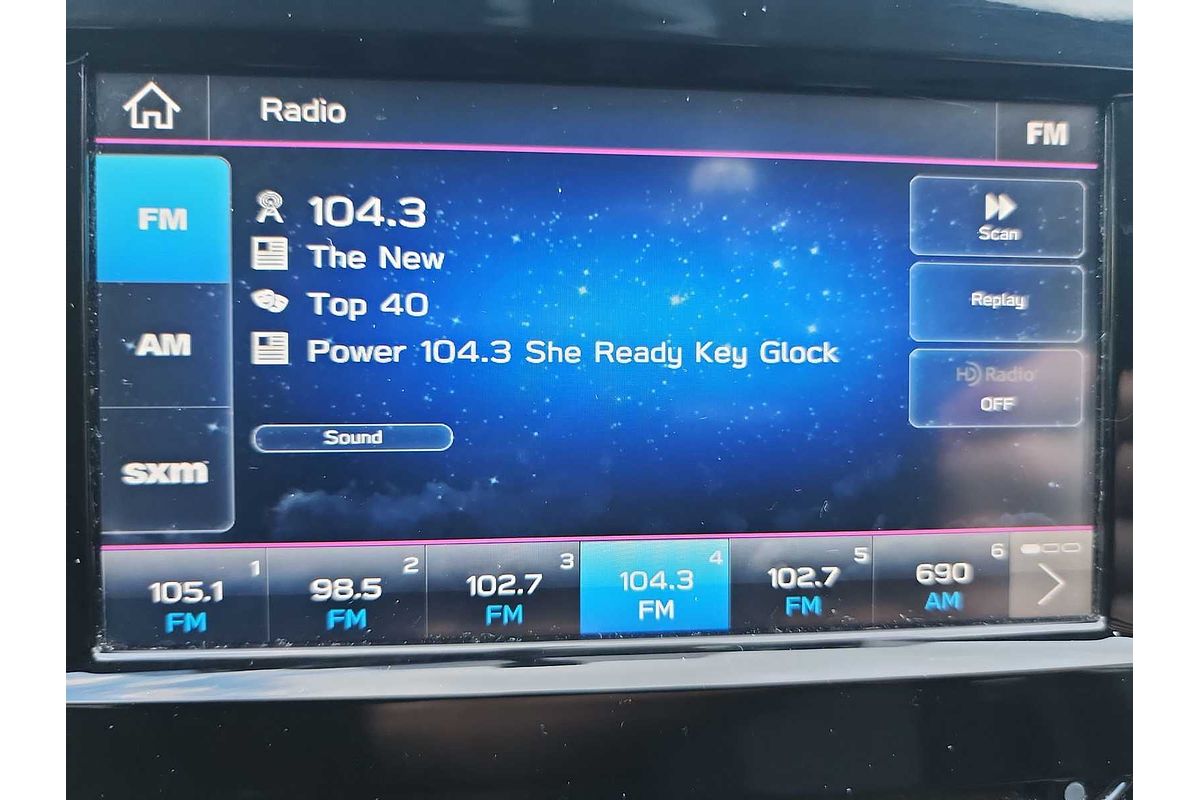 Radio
FM
FM
AM
sxm
104.3
The New
Top 40
Power 104.3 She Ready Key Glock
Sound
Scan
Replay
HD Radio
OFF
105.1 1
FM
98.5 2
FM
102.7 3
FM
104.3 4
FM
102.7 5
FM
690 6
AM